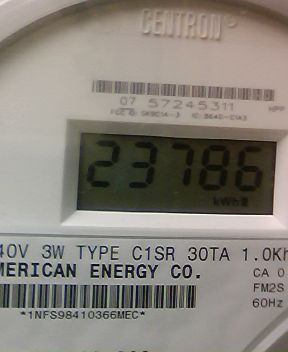 CENTRON®
07 57245311
HPP
23786
kWh
40V 3W TYPE C1SR 30TA 1.0Kh
MERICAN ENERGY CO.
CA 0.
FM2S
60Hz
*1NFS98410366MEC*